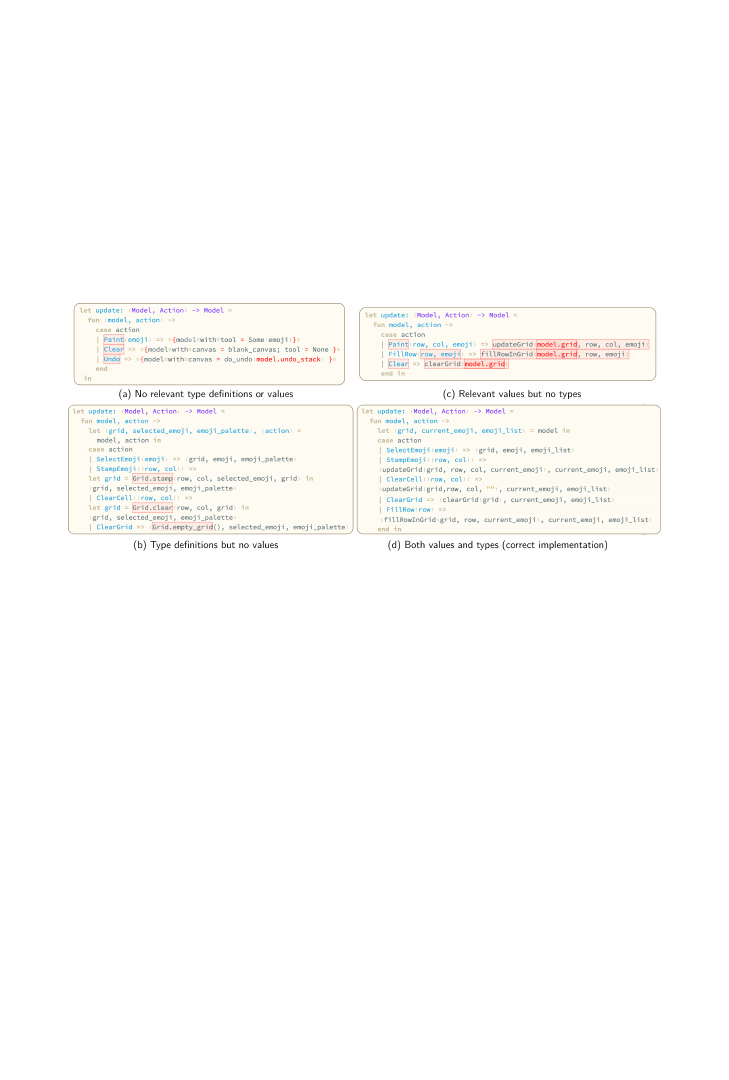 let update: (Model, Action) -> Model =
fun (model, action) ->
case action
| Paint(emoji) => {model with tool = Some(emoji)}
| Clear => {model with canvas = blank_canvas; tool = None }
| Undo => {model with canvas = do_undo(model.undo_stack) }
end
in
(a) No relevant type definitions or values
let update: (Model, Action) -> Model =
fun model, action ->
case action
| Paint(row, col, emoji) => updateGrid(model.grid, row, col, emoji)
| FillRow(row, emoji) => fillRowInGrid(model.grid, row, emoji)
| Clear => clearGrid(model.grid)
end in
(c) Relevant values but no types
let update: (Model, Action) -> Model =
fun model, action ->
let (grid, selected_emoji, emoji_palette), (action) =
model, action in
case action
| SelectEmoji(emoji) => (grid, emoji, emoji_palette)
| StampEmoji((row, col)) =>
let grid = Grid.stamp(row, col, selected_emoji, grid) in
(grid, selected_emoji, emoji_palette)
| ClearCell((row, col)) =>
let grid = Grid.clear(row, col, grid) in
(grid, selected_emoji, emoji_palette)
| ClearGrid => (Grid.empty_grid(), selected_emoji, emoji_palette)
(b) Type definitions but no values
let update: (Model, Action) -> Model =
fun model, action ->
let (grid, current_emoji, emoji_list) = model in
case action
| SelectEmoji(emoji) => (grid, emoji, emoji_list)
| StampEmoji((row, col)) =>
(updateGrid(grid, row, col, current_emoji), current_emoji, emoji_list)
| ClearCell((row, col)) =>
(updateGrid(grid,row, col, ""), current_emoji, emoji_list)
| ClearGrid => (clearGrid(grid), current_emoji, emoji_list)
| FillRow(row) =>
(fillRowInGrid(grid, row, current_emoji), current_emoji, emoji_list)
end in
(d) Both values and types (correct implementation)